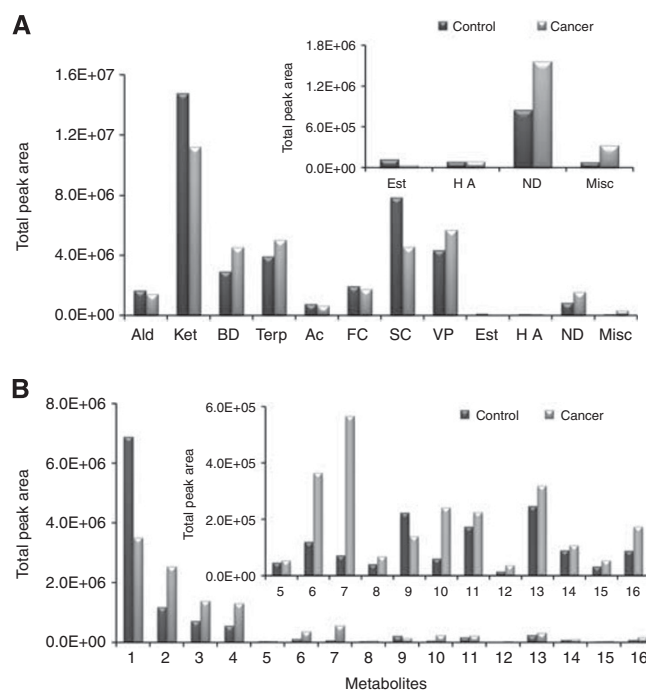 A
Control Cancer
Total peak area
1.6E+07
1.2E+07
8.0E+06
4.0E+06
0.0E+00
Ald Ket BD Terp Ac FC SC VP Est H A ND Misc
Total peak area
1.8E+06
1.2E+06
6.0E+05
0.0E+00
Est H A ND Misc
B
Total peak area
8.0E+06
6.0E+06
4.0E+06
2.0E+06
0.0E+00
1 2 3 4 5 6 7 8 9 10 11 12 13 14 15 16
Metabolites
Control Cancer
Total peak area
6.0E+05
4.0E+05
2.0E+05
0.0E+00
5 6 7 8 9 10 11 12 13 14 15 16